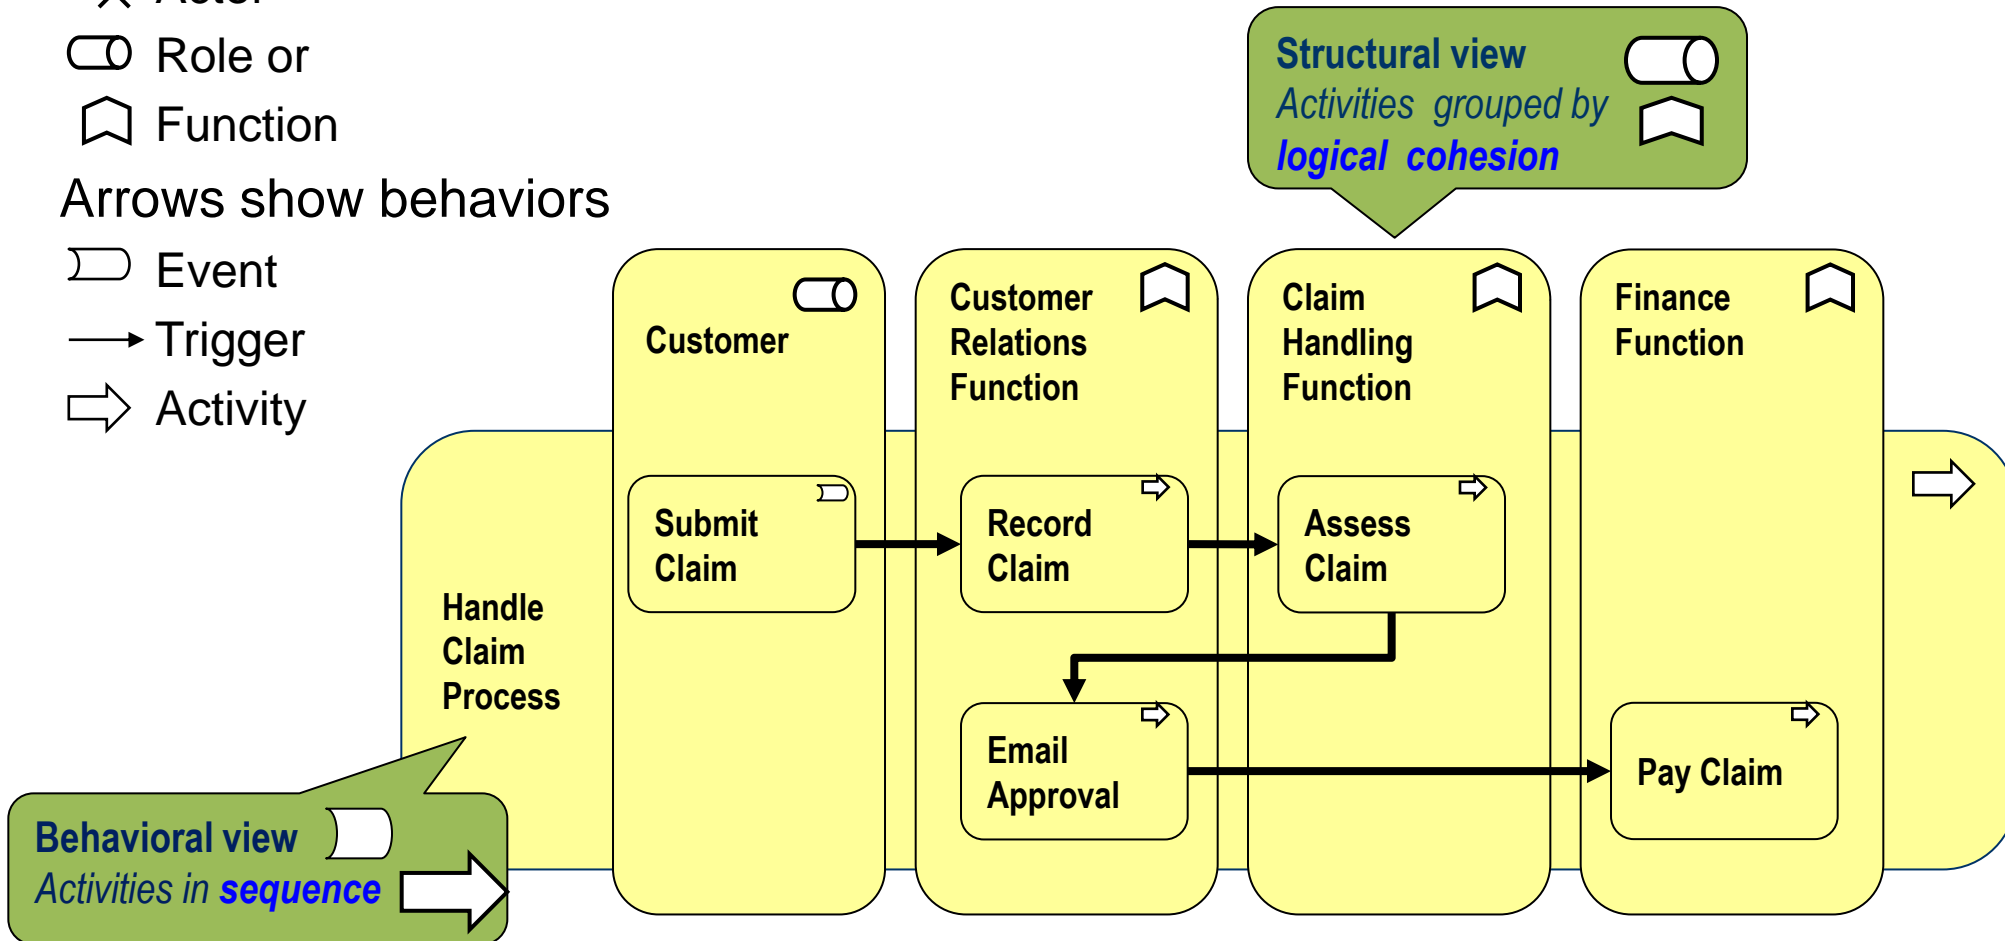 Role or
Function
Arrows show behaviors
Event
Trigger
Activity
Structural view
Activities grouped by
logical cohesion
Customer
Customer
Relations
Function
Claim
Handling
Function
Finance
Function
Submit
Claim
Record
Claim
Assess
Claim
Handle
Claim
Process
Email
Approval
Pay Claim
Behavioral view
Activities in sequence